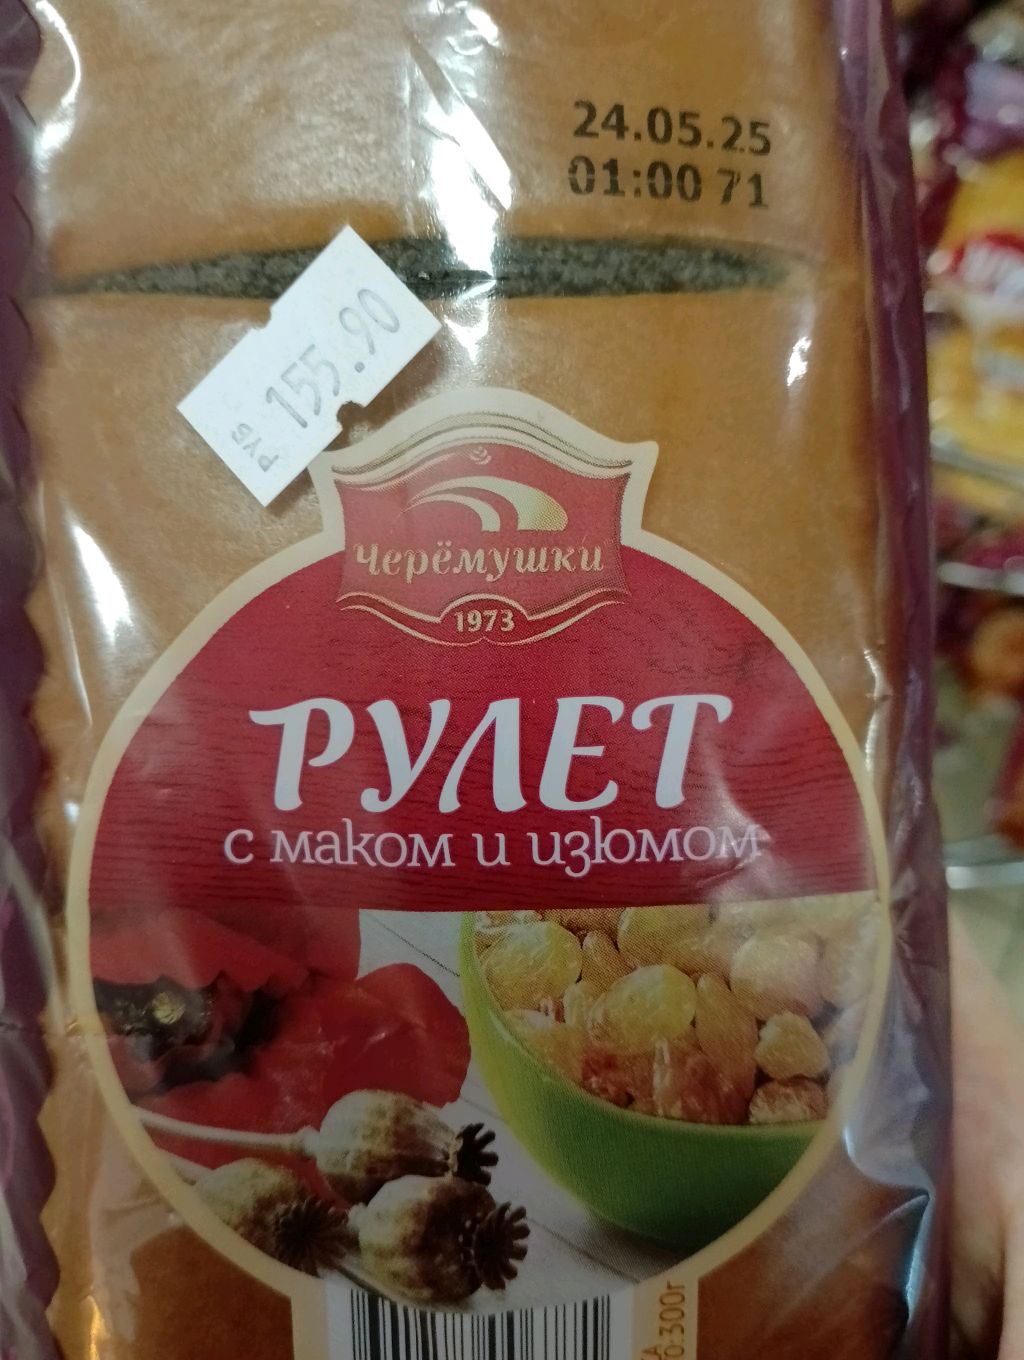 24.05.25
01:00 71
РУБ 155.90
Черёмушки
1973
РУЛЕТ
с маком и изюмом